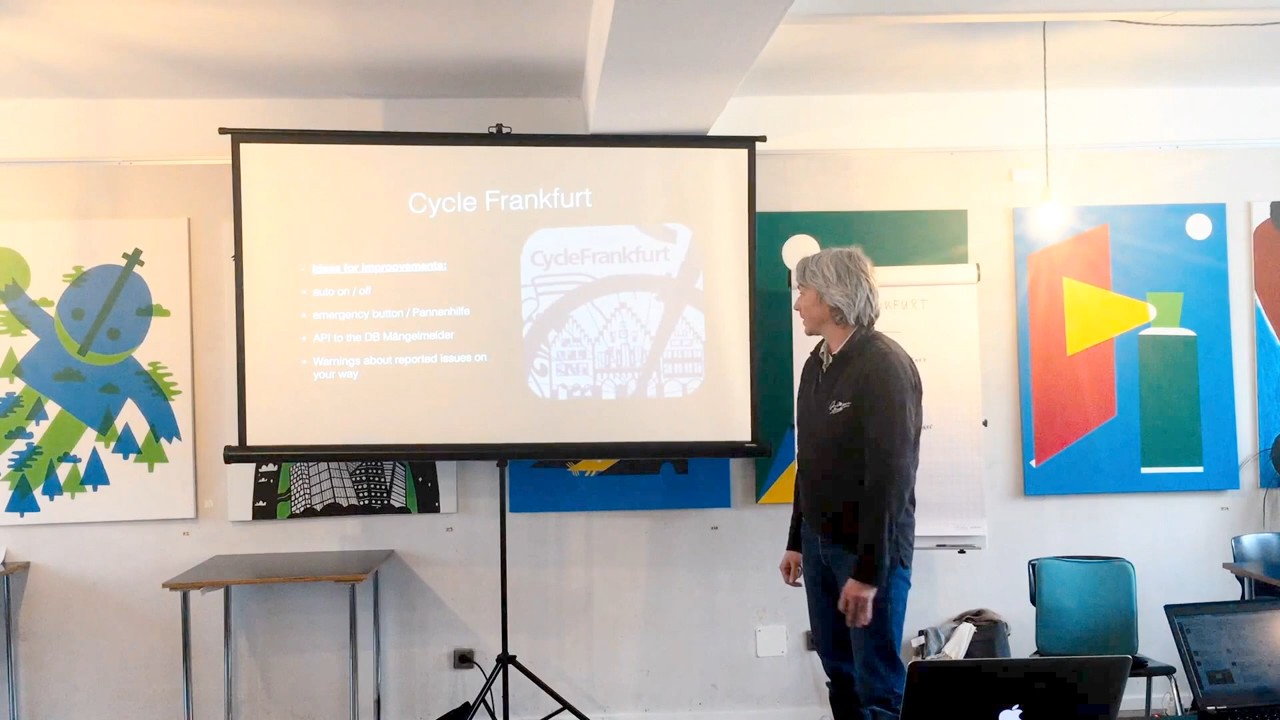 Cycle Frankfurt
CycleFrankfurt
Ideas for improvements:
auto on / off
emergency button / Pannenhilfe
API to the DB Mängelmelder
Warnings about reported issues on
your way